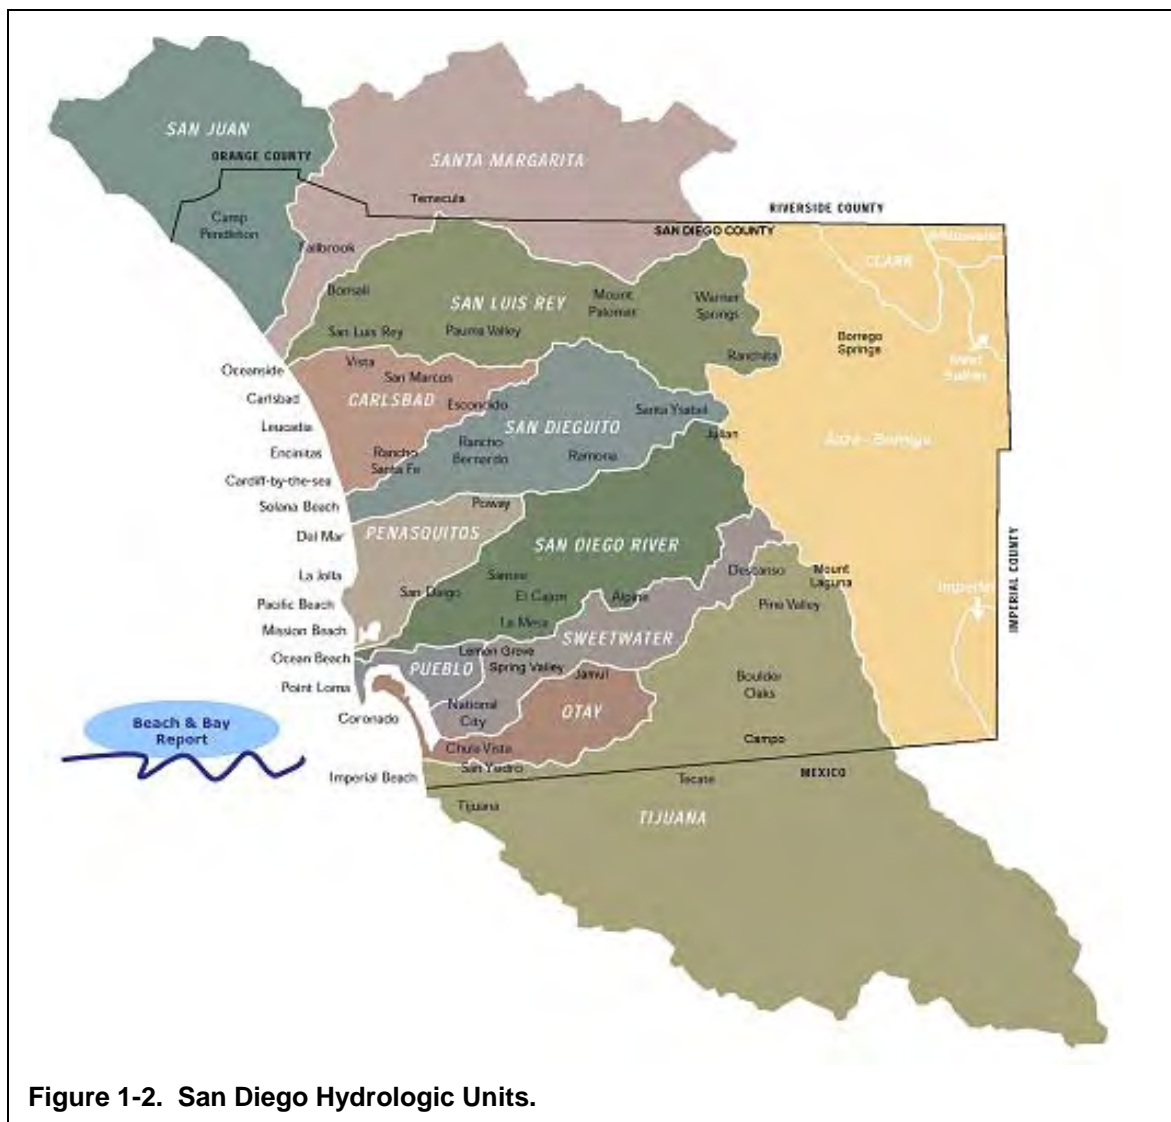 SAN JUAN
ORANGE COUNTY
SANTA MARGARITA
Temecula
RIVERSIDE COUNTY
SAN DIEGO COUNTY
Camp
Pendleton
Fallbrook
CLARK
Bonsall
SAN LUIS REY
Mount
Palomar
Warner
Springs
San Luis Rey
Pauma Valley
Borrego
Springs
Ranchita
West
Salton
Oceanside
Vista
San Marcos
Carlsbad
CARLSBAD
Escondido
Santa Ysabel
Leucadia
SAN DIEGUITO
Julian
Anza - Borrego
Encinitas
Rancho
Santa Fe
Rancho
Bernardo
Ramona
Cardiff-by-the-sea
Solana Beach
Poway
Del Mar
PENASQUITOS
SAN DIEGO RIVER
IMPERIAL COUNTY
La Jolla
Santee
Descanso
Mount
Laguna
Imperial
San Diego
El Cajon
Alpine
Pacific Beach
Pine Valley
Mission Beach
La Mesa
SWEETWATER
Ocean Beach
Lemon Grove
PUEBLO
Spring Valley
Jamul
Boulder
Oaks
Point Loma
National
City
OTAY
Coronado
Beach & Bay
Report
Chula Vista
Campo
San Ysidro
MEXICO
Imperial Beach
Tecate
Tijuana
TIJUANA
Figure 1-2. San Diego Hydrologic Units.